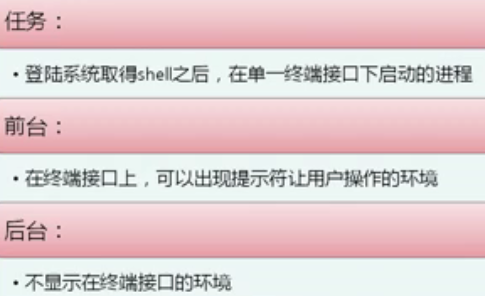 任务：
• 登陆系统取得shell之后，在单一终端接口下启动的进程
前台：
• 在终端接口上，可以出现提示符让用户操作的环境
后台：
• 不显示在终端接口的环境